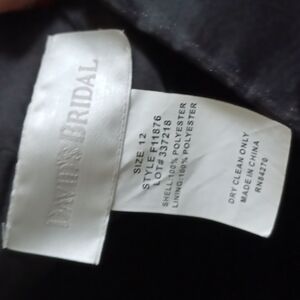 DAVID'S BRIDAL
SIZE 12
STYLE F11876
LOT# 337218
SHELL:100% POLYESTER
LINING:100% POLYESTER
DRY CLEAN ONLY
MADE IN CHINA
RN84270